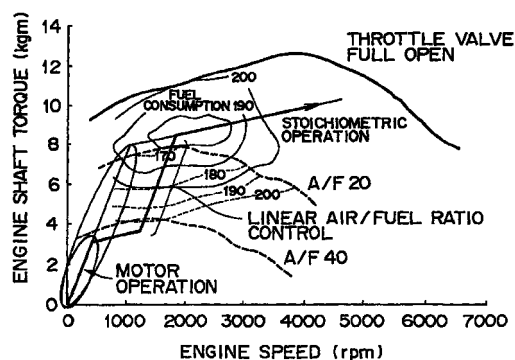 ENGINE SHAFT TORQUE (kgm)
14
12
10
8
6
4
2
0
THROTTLE VALVE
FULL OPEN
200
FUEL
CONSUMPTION 190
STOICHIOMETRIC
OPERATION
170
180
190
200
A/F 20
LINEAR AIR/FUEL RATIO
CONTROL
A/F 40
MOTOR
OPERATION
0 1000 2000 3000 4000 5000 6000 7000
ENGINE SPEED (rpm)